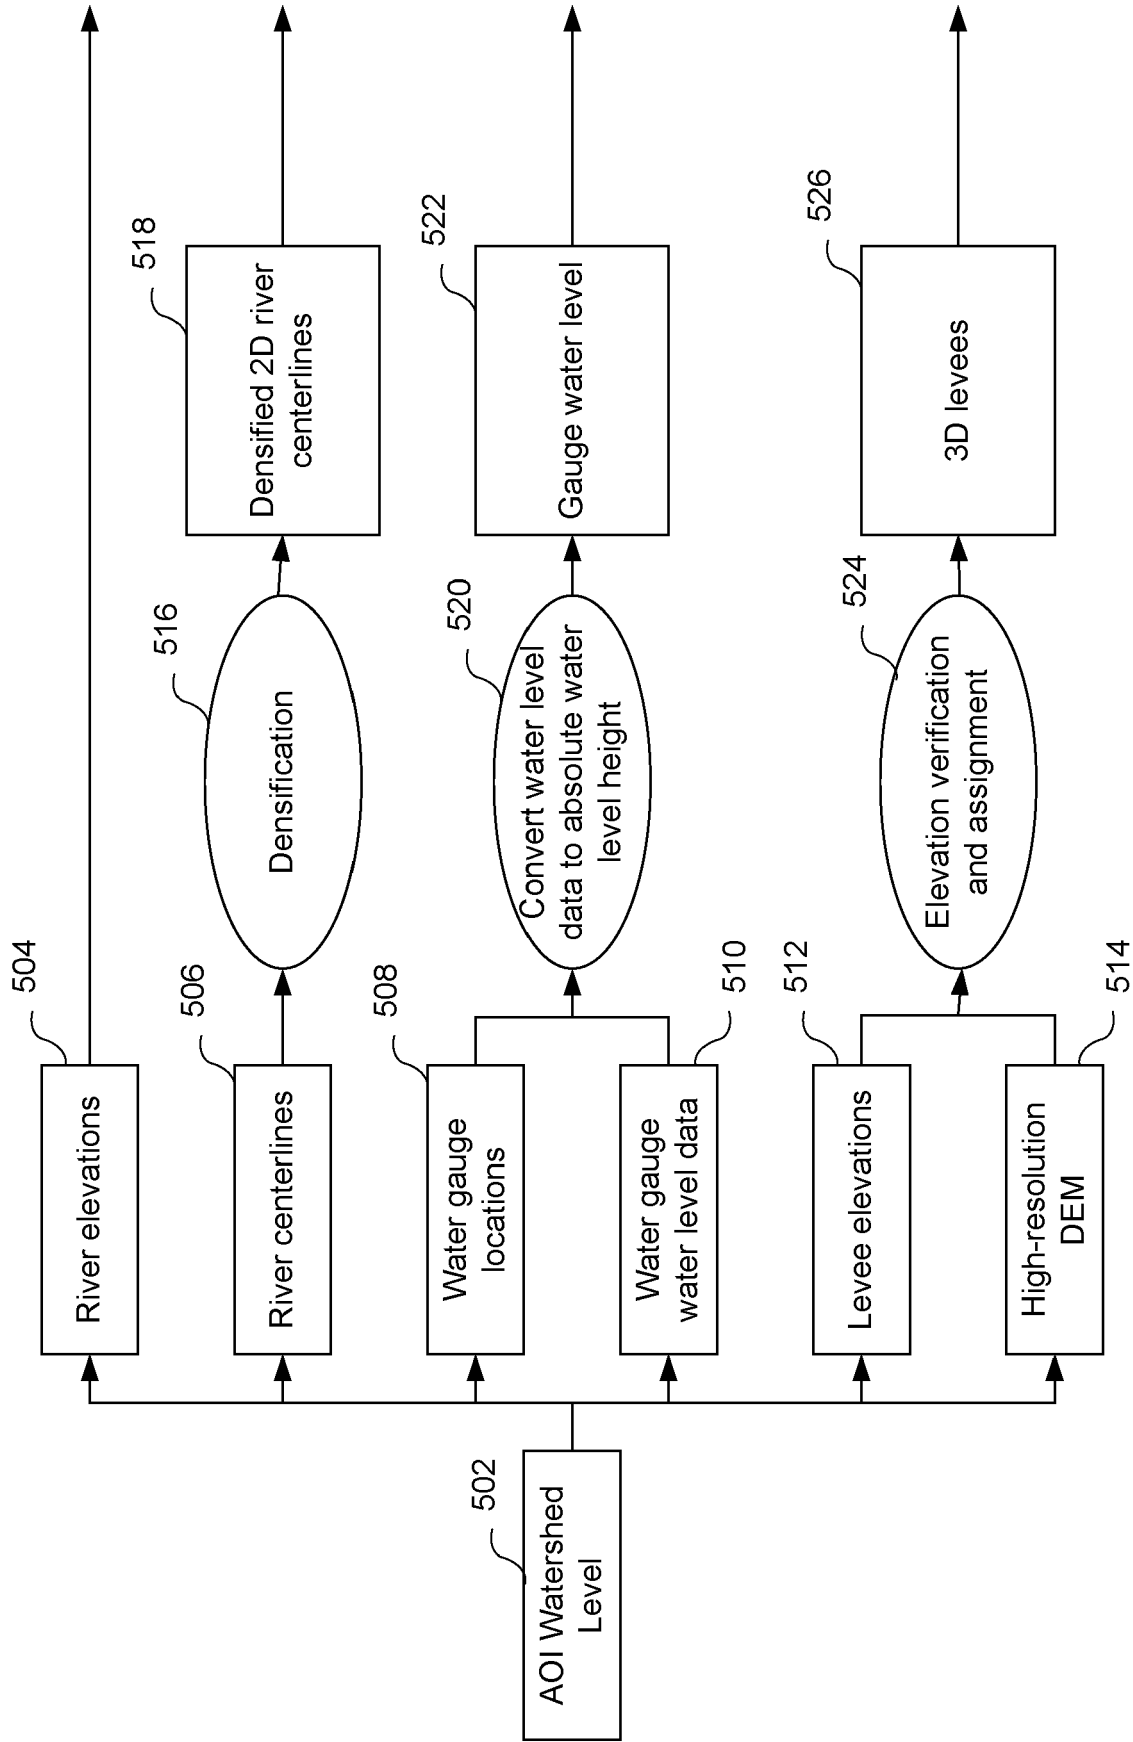 502
AOI Watershed
Level
504
River elevations
506
River centerlines
508
Water gauge
locations
510
Water gauge
water level data
512
Levee elevations
514
High-resolution
DEM
516
Densification
518
Densified 2D river
centerlines
520
Convert water level
data to absolute water
level height
522
Gauge water level
524
Elevation verification
and assignment
526
3D levees